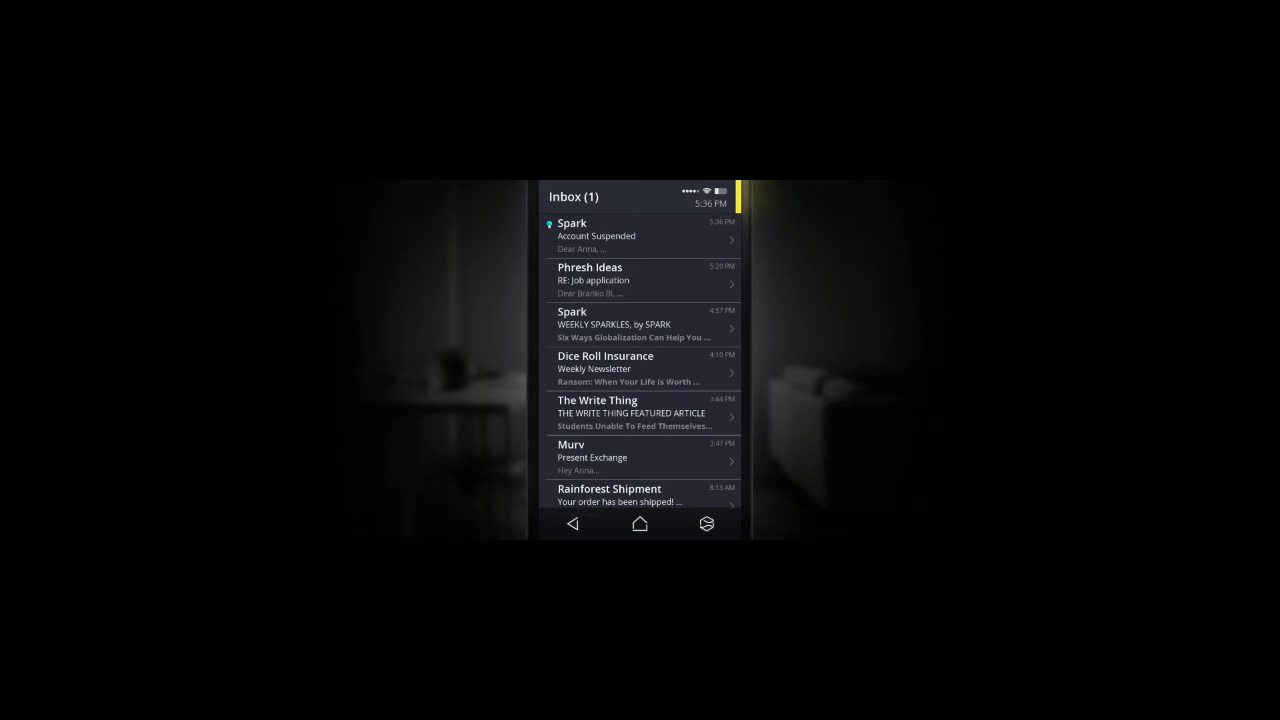 Inbox (1)
5:36 PM
Spark
5:36 PM
Account Suspended
Dear Anna, ...
Phresh Ideas
5:20 PM
RE: Job application
Dear Branko BI, ...
Spark
4:57 PM
WEEKLY SPARKLES, by SPARK
Six Ways Globalization Can Help You ...
Dice Roll Insurance
4:10 PM
Weekly Newsletter
Ransom: When Your Life Is Worth ...
The Write Thing
3:44 PM
THE WRITE THING FEATURED ARTICLE
Students Unable To Feed Themselves...
Murv
3:47 PM
Present Exchange
Hey Anna...
Rainforest Shipment
8:13 AM
Your order has been shipped! ...